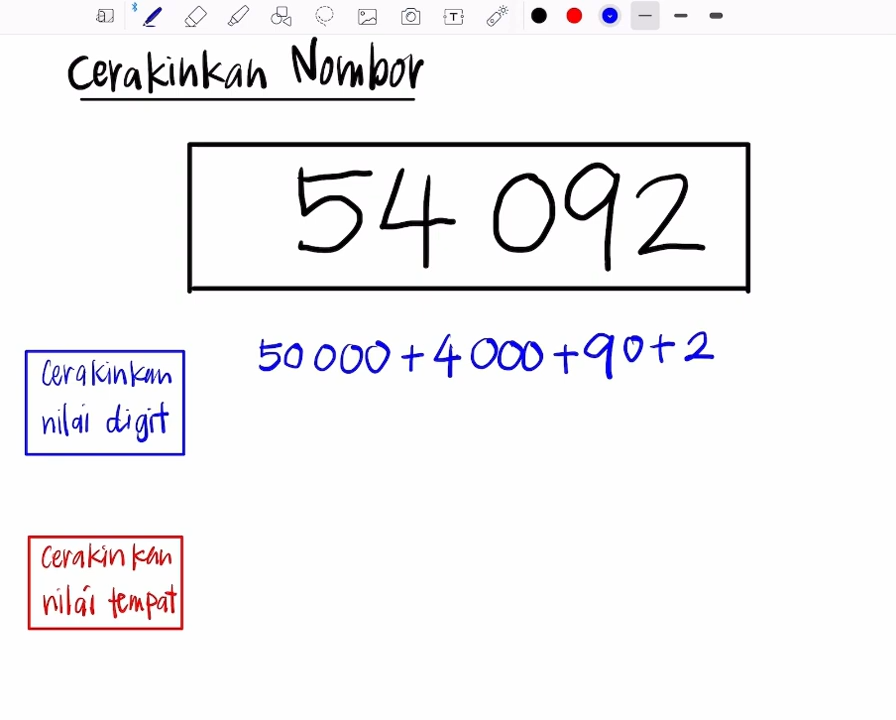 Cerakinkan Nombor
54 092
50 000 + 4 000 + 90 + 2
Cerakinkan
nilai digit
Cerakinkan
nilai tempat